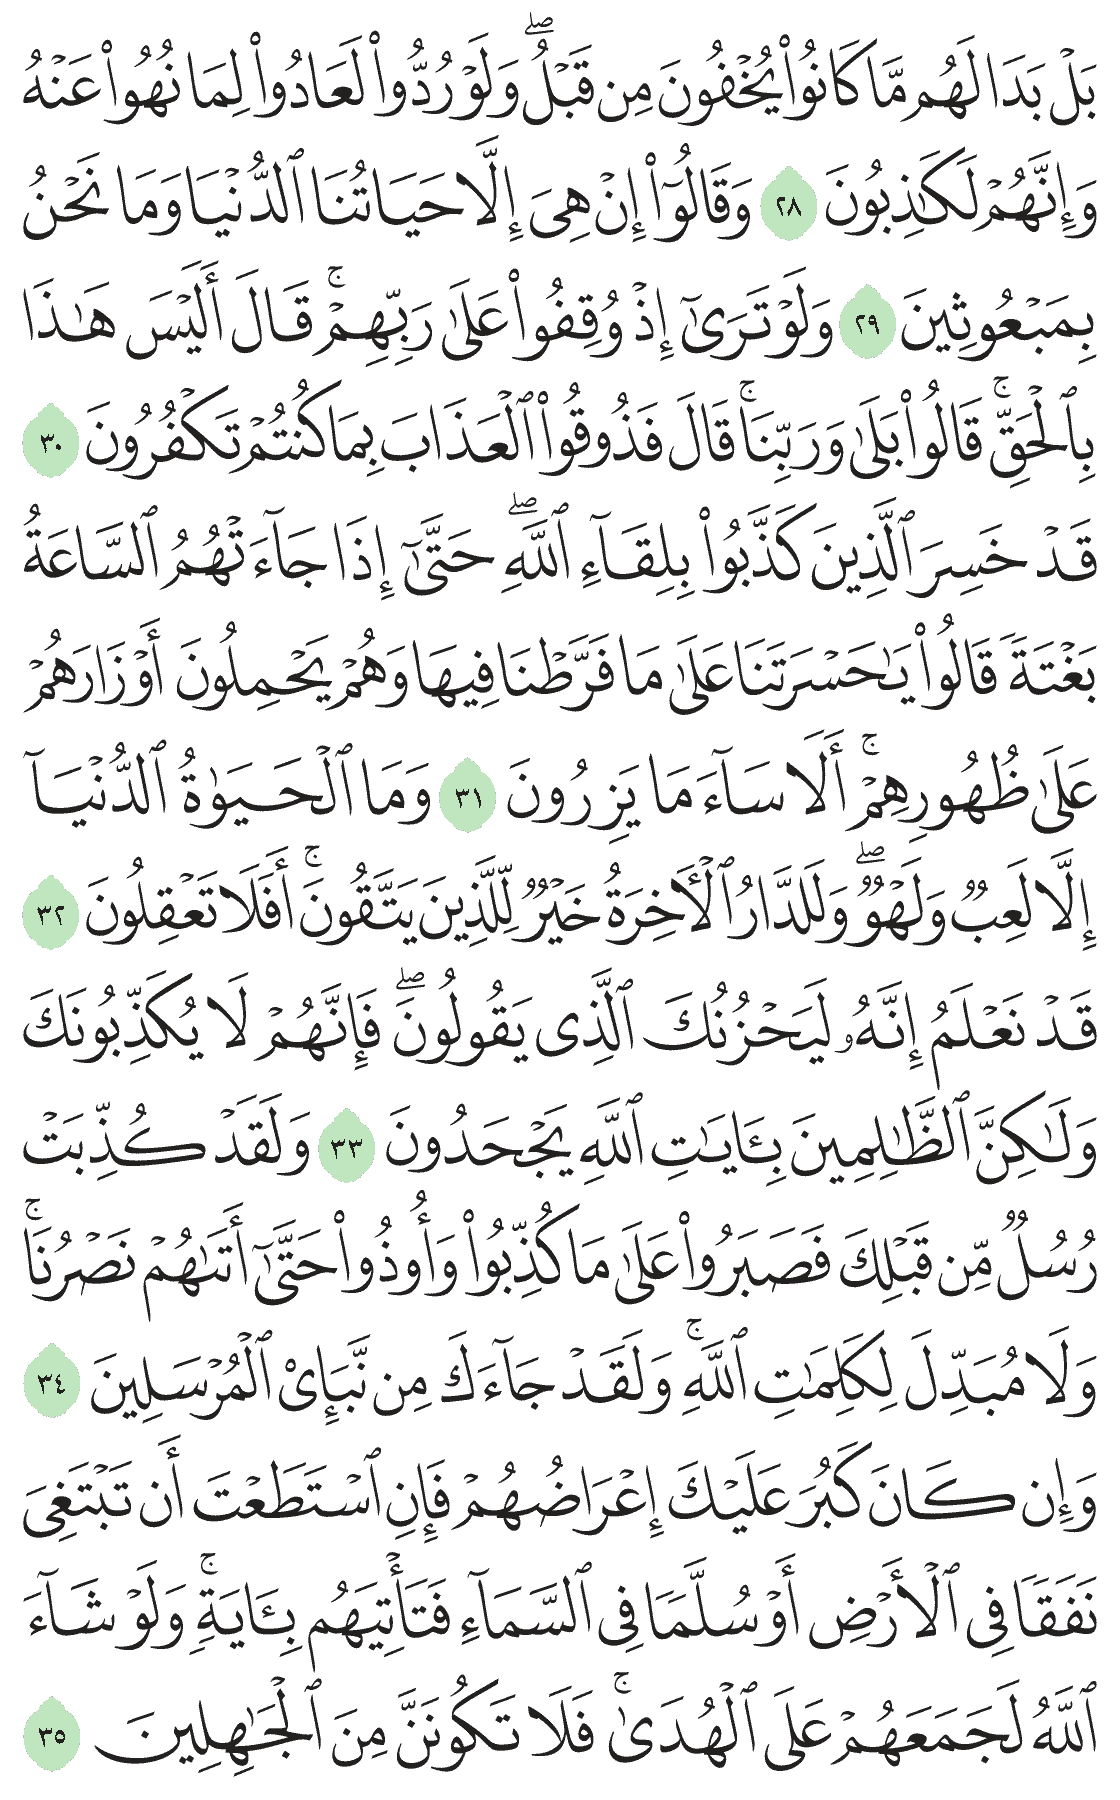 بَلْ بَدَا لَهُم مَّا كَانُوا۟ يُخْفُونَ مِن قَبْلُ ۖ وَلَوْ رُدُّوا۟ لَعَادُوا۟ لِمَا نُهُوا۟ عَنْهُ
وَإِنَّهُمْ لَكَـٰذِبُونَ ٢٨ وَقَالُوٓا۟ إِنْ هِىَ إِلَّا حَيَاتُنَا ٱلدُّنْيَا وَمَا نَحْنُ
بِمَبْعُوثِينَ ٢٩ وَلَوْ تَرَىٰٓ إِذْ وُقِفُوا۟ عَلَىٰ رَبِّهِمْ ۚ قَالَ أَلَيْسَ هَـٰذَا
بِٱلْحَقِّ ۚ قَالُوا۟ بَلَىٰ وَرَبِّنَا ۚ قَالَ فَذُوقُوا۟ ٱلْعَذَابَ بِمَا كُنتُمْ تَكْفُرُونَ ٣٠
قَدْ خَسِرَ ٱلَّذِينَ كَذَّبُوا۟ بِلِقَآءِ ٱللَّهِ ۖ حَتَّىٰٓ إِذَا جَآءَتْهُمُ ٱلسَّاعَةُ
بَغْتَةً قَالُوا۟ يَـٰحَسْرَتَنَا عَلَىٰ مَا فَرَّطْنَا فِيهَا وَهُمْ يَحْمِلُونَ أَوْزَارَهُمْ
عَلَىٰ ظُهُورِهِمْ ۚ أَلَا سَآءَ مَا يَزِرُونَ ٣١ وَمَا ٱلْحَيَوٰةُ ٱلدُّنْيَآ
إِلَّا لَعِبٌ وَلَهْوٌ ۖ وَلَلدَّارُ ٱلْـَٔاخِرَةُ خَيْرٌ لِّلَّذِينَ يَتَّقُونَ ۚ أَفَلَا تَعْقِلُونَ ٣٢
قَدْ نَعْلَمُ إِنَّهُۥ لَيَحْزُنُكَ ٱلَّذِى يَقُولُونَ ۖ فَإِنَّهُمْ لَا يُكَذِّبُونَكَ
وَلَـٰكِنَّ ٱلظَّـٰلِمِينَ بِـَٔايَـٰتِ ٱللَّهِ يَجْحَدُونَ ٣٣ وَلَقَدْ كُذِّبَتْ
رُسُلٌ مِّن قَبْلِكَ فَصَبَرُوا۟ عَلَىٰ مَا كُذِّبُوا۟ وَأُوذُوا۟ حَتَّىٰٓ أَتَىٰهُمْ نَصْرُنَا ۚ
وَلَا مُبَدِّلَ لِكَلِمَـٰتِ ٱللَّهِ ۚ وَلَقَدْ جَآءَكَ مِن نَّبَإِى۟ ٱلْمُرْسَلِينَ ٣٤
وَإِن كَانَ كَبُرَ عَلَيْكَ إِعْرَاضُهُمْ فَإِنِ ٱسْتَطَعْتَ أَن تَبْتَغِىَ
نَفَقًا فِى ٱلْأَرْضِ أَوْ سُلَّمًا فِى ٱلسَّمَآءِ فَتَأْتِيَهُم بِـَٔايَةٍ ۚ وَلَوْ شَآءَ
ٱللَّهُ لَجَمَعَهُمْ عَلَى ٱلْهُدَىٰ ۚ فَلَا تَكُونَنَّ مِنَ ٱلْجَـٰهِلِينَ ٣٥